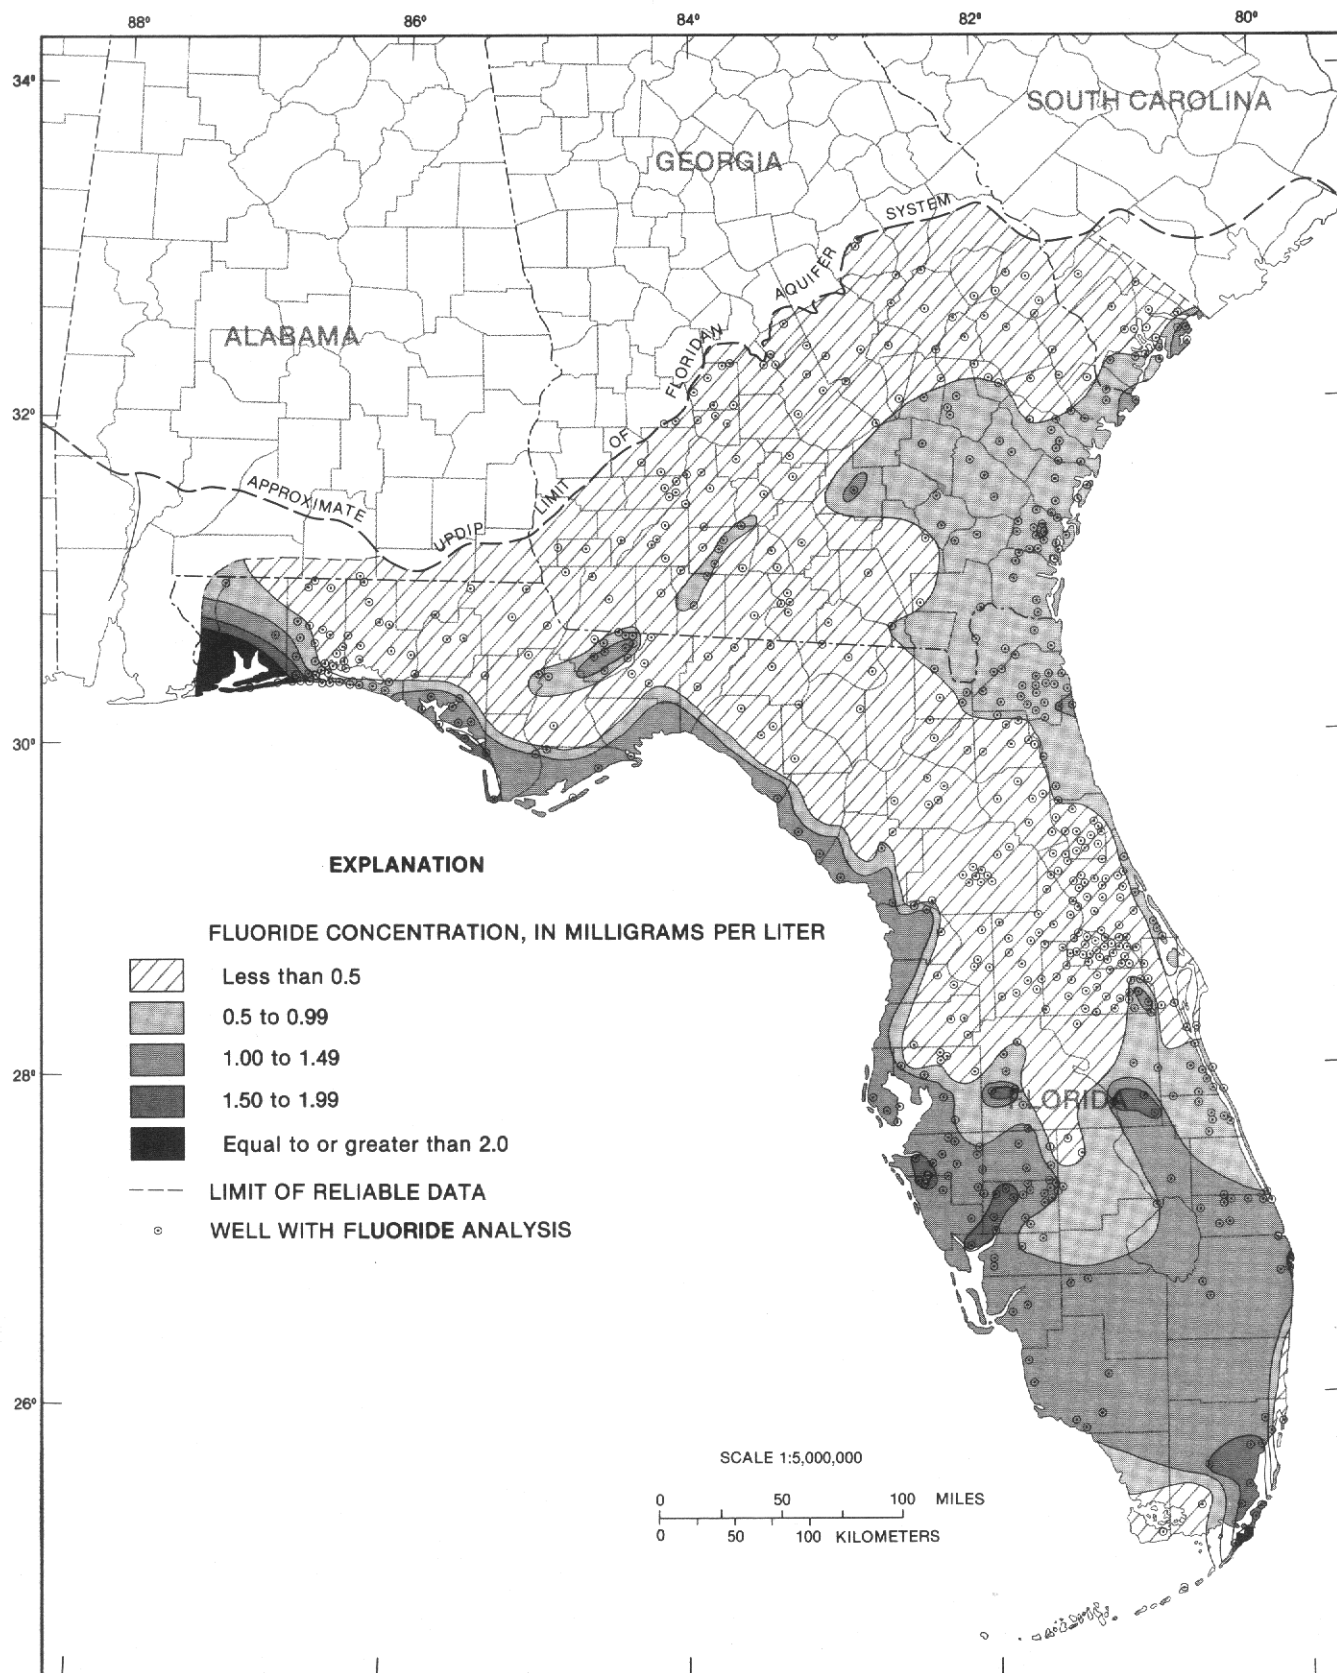 88° 86° 84° 82° 80°
34°
SOUTH CAROLINA
GEORGIA
SYSTEM
AQUIFER
ALABAMA
FLORIDAN
32°
OF
LIMIT
APPROXIMATE
UPDIP
30°
EXPLANATION
FLUORIDE CONCENTRATION, IN MILLIGRAMS PER LITER
Less than 0.5
0.5 to 0.99
1.00 to 1.49
1.50 to 1.99
Equal to or greater than 2.0
LIMIT OF RELIABLE DATA
WELL WITH FLUORIDE ANALYSIS
28°
FLORIDA
26°
SCALE 1:5,000,000
0 50 100 MILES
0 50 100 KILOMETERS